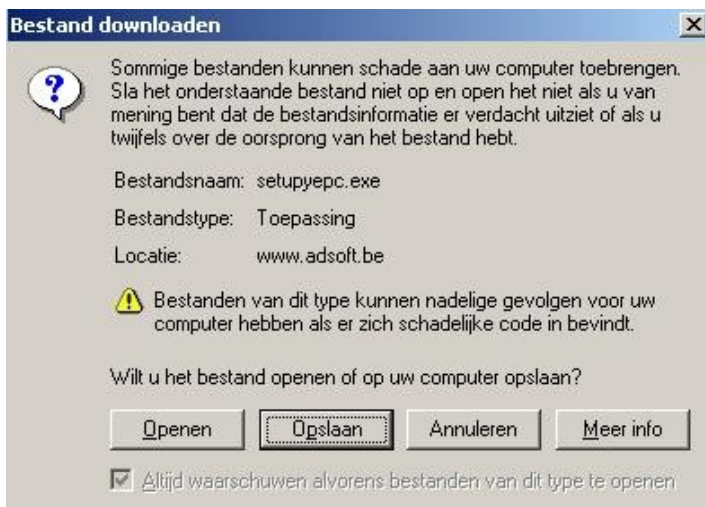 Bestand downloaden
Sommige bestanden kunnen schade aan uw computer toebrengen.
Sla het onderstaande bestand niet op en open het niet als u van
mening bent dat de bestandsinformatie er verdacht uitziet of als u
twijfels over de oorsprong van het bestand hebt.
Bestandsnaam: setupyepc.exe
Bestandstype: Toepassing
Locatie: www.adsoft.be
Bestanden van dit type kunnen nadelige gevolgen voor uw
computer hebben als er zich schadelijke code in bevindt.
Wilt u het bestand openen of op uw computer opslaan?
Openen Opslaan Annuleren Meer info
Altijd waarschuwen alvorens bestanden van dit type te openen